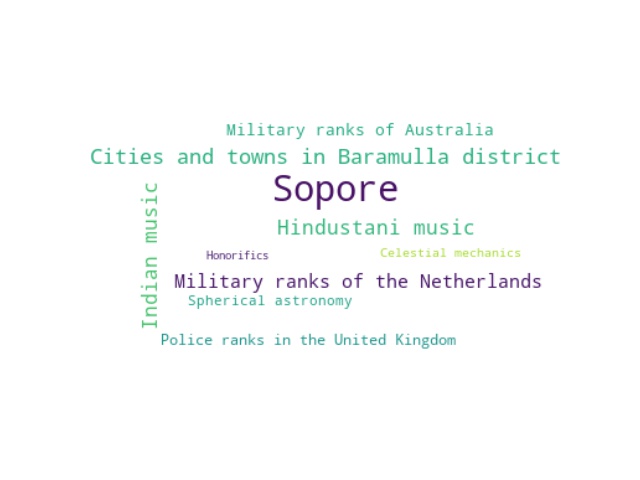 Military ranks of Australia
Cities and towns in Baramulla district
Sopore
Indian music
Hindustani music
Honorifics
Celestial mechanics
Military ranks of the Netherlands
Spherical astronomy
Police ranks in the United Kingdom